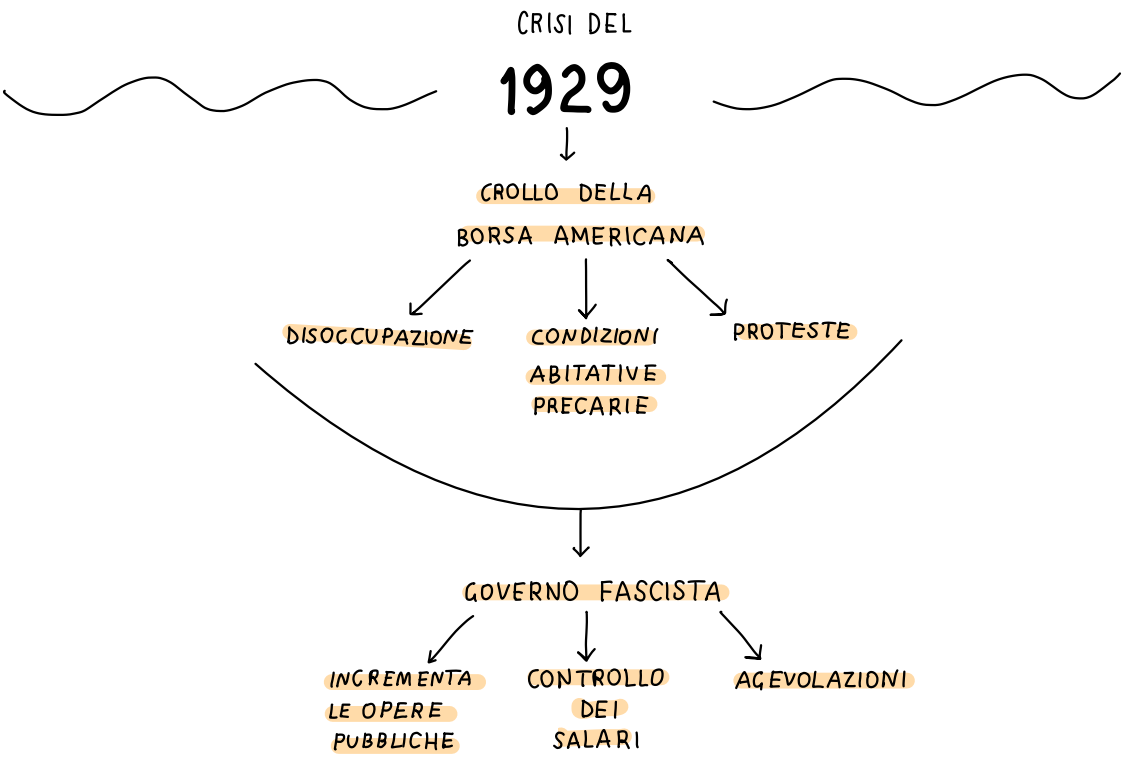 CRISI DEL
1929
CROLLO DELLA
BORSA AMERICANA
DISOCCUPAZIONE
CONDIZIONI
ABITATIVE
PRECARIE
PROTESTE
GOVERNO FASCISTA
INCREMENTA
LE OPERE
PUBBLICHE
CONTROLLO
DEI
SALARI
AGEVOLAZIONI